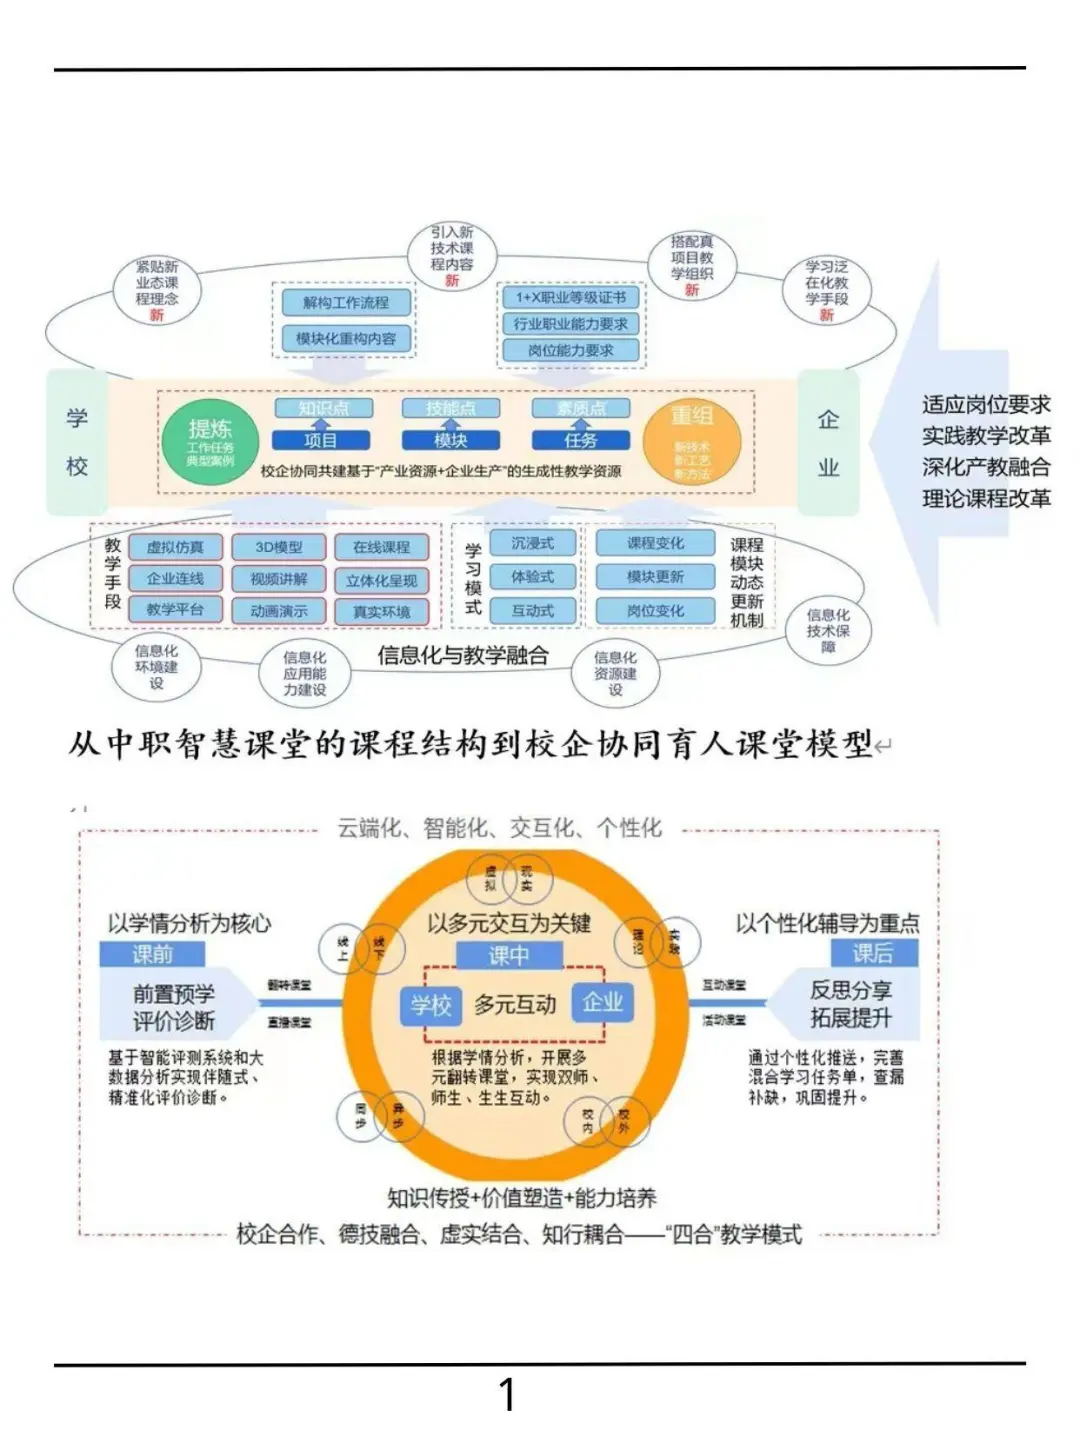 紧贴新
业态课
程理念
新
引入新
技术课
程内容
新
搭配真
项目教
学组织
新
学习泛
在化教
学手段
新
解构工作流程
模块化重构内容
1+X职业等级证书
行业职业能力要求
岗位能力要求
学
校
提炼
工作任务
典型案例
知识点
项目
技能点
模块
素质点
任务
重组
新技术
新工艺
新方法
校企协同共建基于“产业资源+企业生产”的生成性教学资源
企
业
适应岗位要求
实践教学改革
深化产教融合
理论课程改革
教
学
手
段
虚拟仿真
3D模型
在线课程
企业连线
视频讲解
立体化呈现
教学平台
动画演示
真实环境
学
习
模
式
沉浸式
体验式
互动式
课程变化
模块更新
岗位变化
课程
模块
动态
更新
机制
信息化
环境建
设
信息化
应用能
力建设
信息化与教学融合
信息化
资源建
设
信息化
技术保
障
从中职智慧课堂的课程结构到校企协同育人课堂模型↵
云端化、智能化、交互化、个性化
虚拟
现实
以学情分析为核心
课前
前置预学
评价诊断
基于智能评测系统和大
数据分析实现伴随式、
精准化评价诊断。
线上
线下
翻转课堂
直播课堂
以多元交互为关键
课中
学校
多元互动
企业
根据学情分析，开展多
元翻转课堂，实现双师、
师生、生生互动。
理论
互动课堂
活动课堂
以个性化辅导为重点
课后
反思分享
拓展提升
通过个性化推送，完善
混合学习任务单，查漏
补缺，巩固提升。
同步
异步
校内
校外
知识传授+价值塑造+能力培养
校企合作、德技融合、虚实结合、知行耦合——“四合”教学模式
1